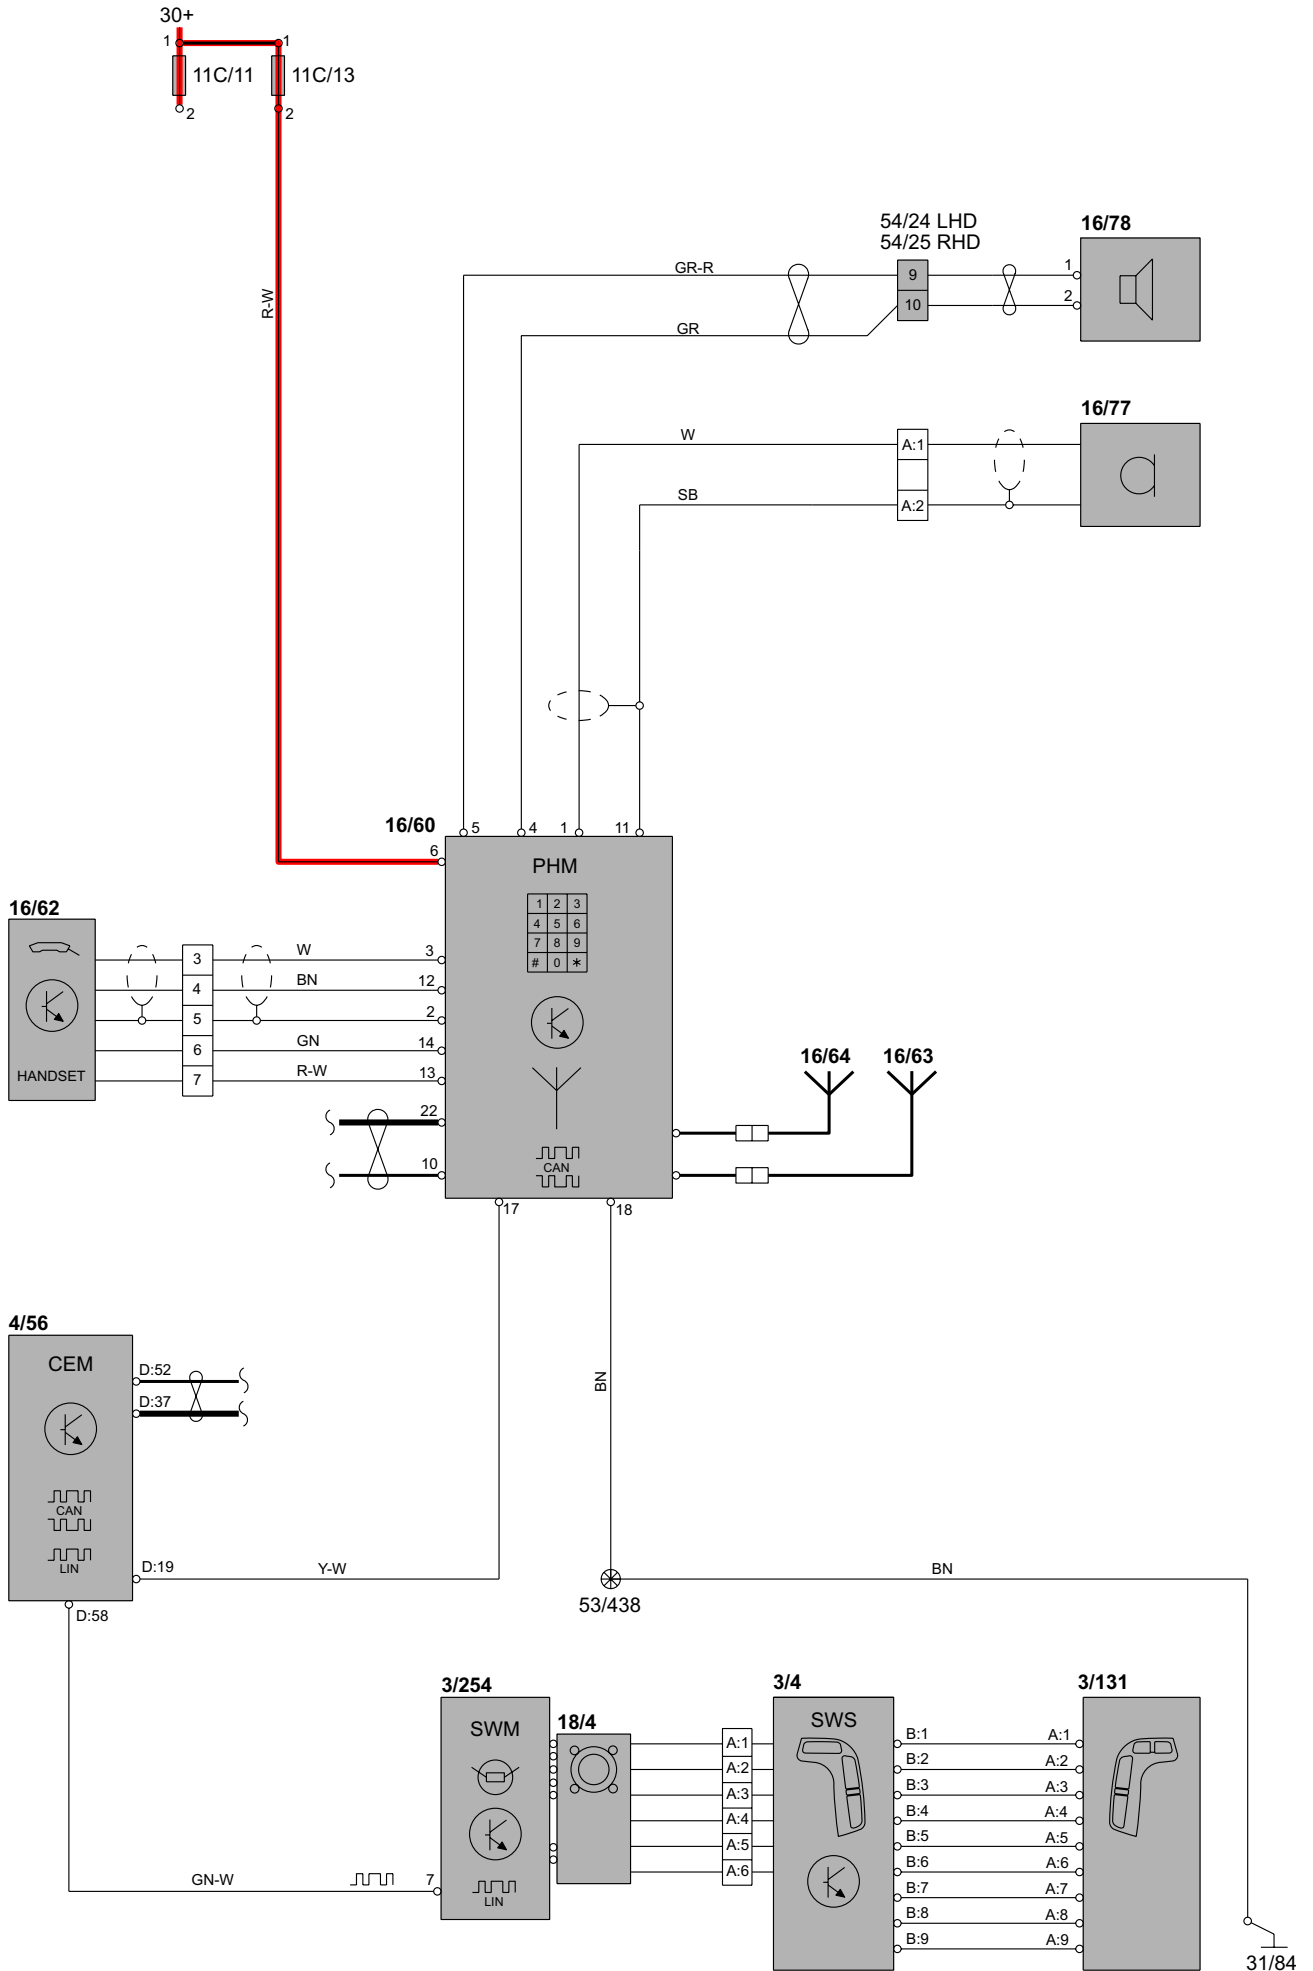 30+
1
1
11C/11
11C/13
2
2
R-W
54/24 LHD
54/25 RHD
16/78
GR-R
9
1
10
2
GR
16/77
W
A:1
SB
A:2
16/60
5
4
1
11
6
PHM
1 2 3
4 5 6
7 8 9
# 0 *
16/62
3
W
3
4
BN
12
5
2
6
GN
14
HANDSET
7
R-W
13
22
10
CAN
16/64
16/63
17
18
4/56
CEM
D:52
D:37
BN
CAN
LIN
D:19
Y-W
D:58
53/438
BN
3/254
SWM
18/4
3/4
SWS
3/131
A:1
A:2
A:3
A:4
A:5
A:6
B:1
A:1
B:2
A:2
B:3
A:3
B:4
A:4
B:5
A:5
B:6
A:6
B:7
A:7
B:8
A:8
B:9
A:9
GN-W
7
LIN
31/84